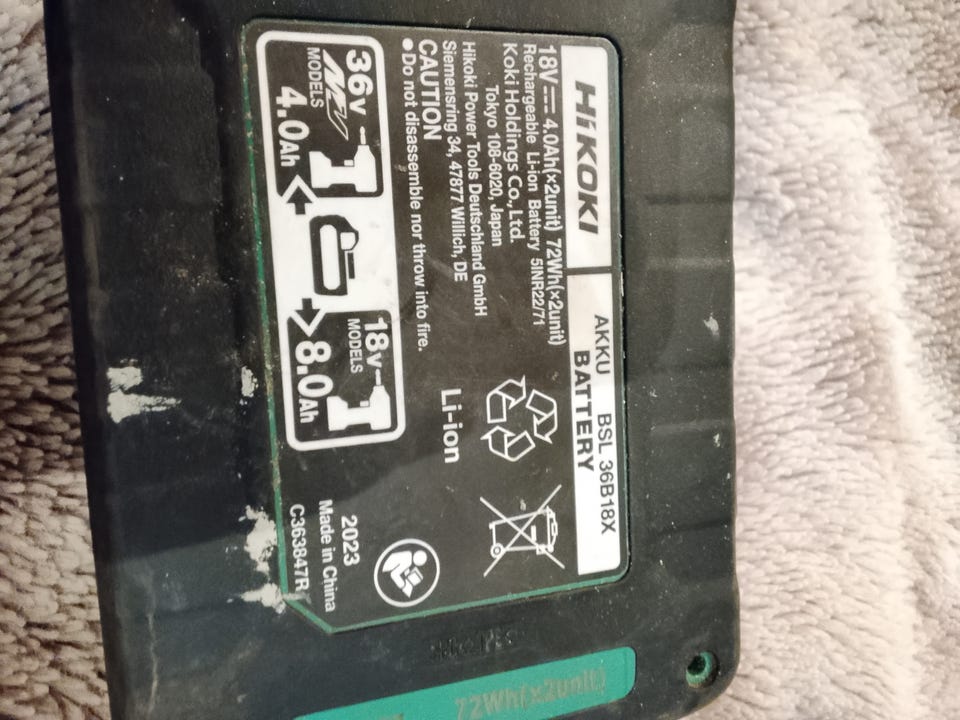 HiKOKI
AKKU BSL 36B18X
BATTERY
18V⎓ 4.0Ah(×2unit) 72Wh(×2unit)
Rechargeable Li-ion Battery 5INR22/71
Koki Holdings Co., Ltd.
Tokyo 108-6020, Japan
Hikoki Power Tools Deutschland GmbH
Siemensring 34, 47877 Willich, DE
CAUTION
●Do not disassemble nor throw into fire.
Li-ion
36v
MV
MODELS
4.0Ah
18v
MODELS
8.0Ah
2023
Made in China
C363847R
72Wh(x2unit)